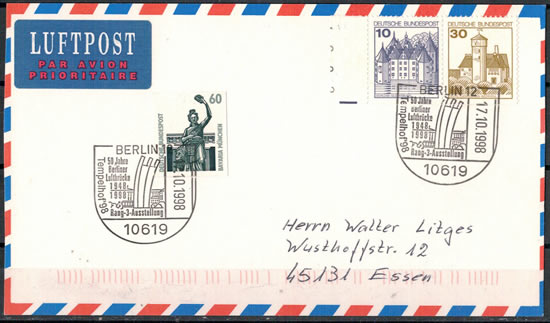 LUFTPOST
PAR AVION
PRIORITAIRE
10
DEUTSCHE BUNDESPOST
30
DEUTSCHE BUNDESPOST
BERLIN 12
17.10.1998
Tempelhof '98
50 Jahre
Berliner
Luftbrücke
1948
1998
Rang-3-Ausstellung
10619
60
DEUTSCHE BUNDESPOST
BAVARIA MÜNCHEN
BERLIN
.10.1998
Tempelhof '98
50 Jahre
Berliner
Luftbrücke
1948
1998
Rang-3-Ausstellung
10619
Herrn Walter Litges
Wusthoffstr. 12
45131 Essen